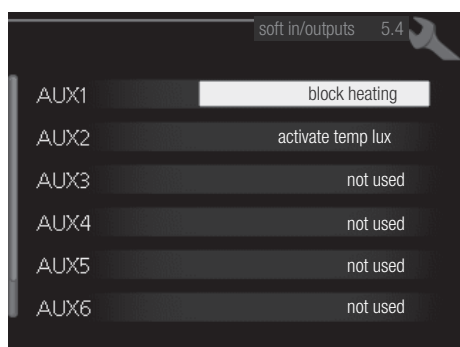 soft in/outputs 5.4
AUX1 block heating
AUX2 activate temp lux
AUX3 not used
AUX4 not used
AUX5 not used
AUX6 not used